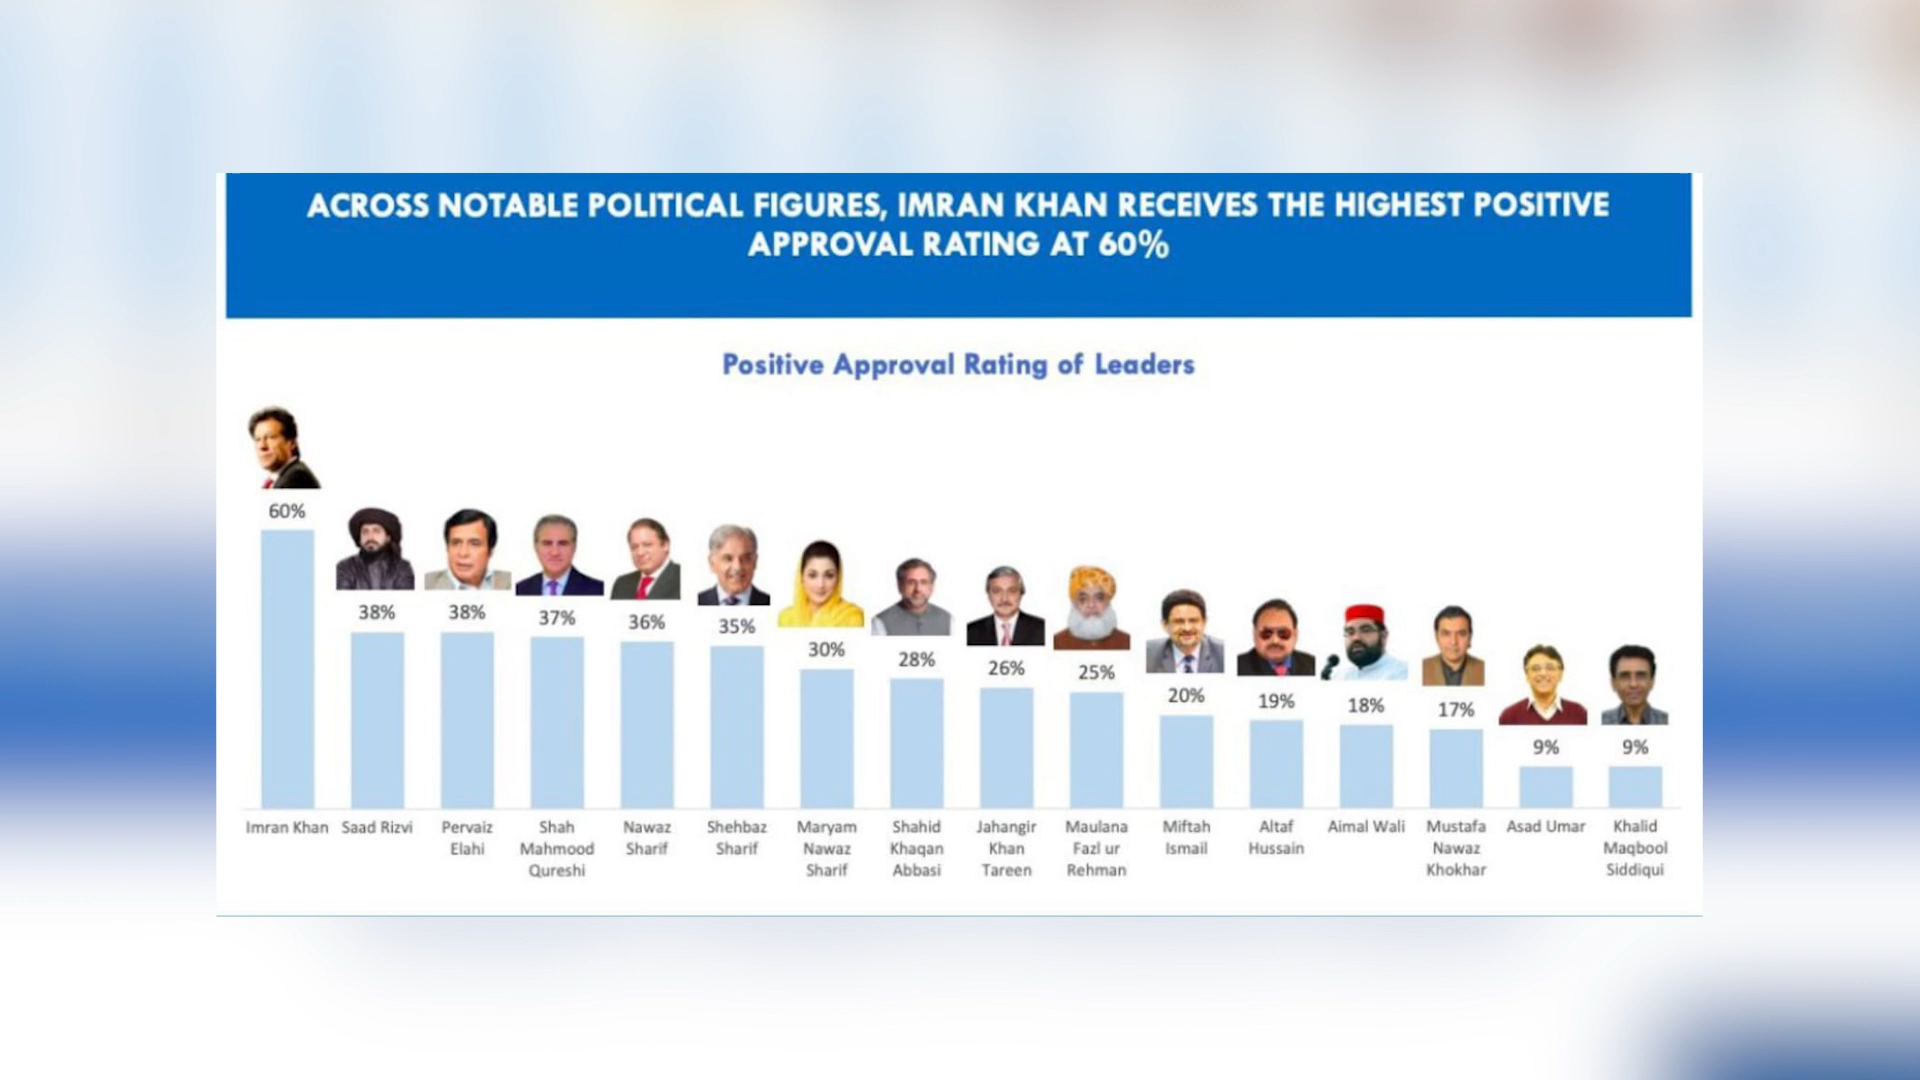 ACROSS NOTABLE POLITICAL FIGURES, IMRAN KHAN RECEIVES THE HIGHEST POSITIVE
APPROVAL RATING AT 60%
Positive Approval Rating of Leaders
60%
38%
38%
37%
36%
35%
30%
28%
26%
25%
20%
19%
18%
17%
9%
9%
Imran Khan
Saad Rizvi
Pervaiz
Elahi
Shah
Mahmood
Qureshi
Nawaz
Sharif
Shehbaz
Sharif
Maryam
Nawaz
Sharif
Shahid
Khaqan
Abbasi
Jahangir
Khan
Tareen
Maulana
Fazl ur
Rehman
Miftah
Ismail
Altaf
Hussain
Aimal Wali
Mustafa
Nawaz
Khokhar
Asad Umar
Khalid
Maqbool
Siddiqui